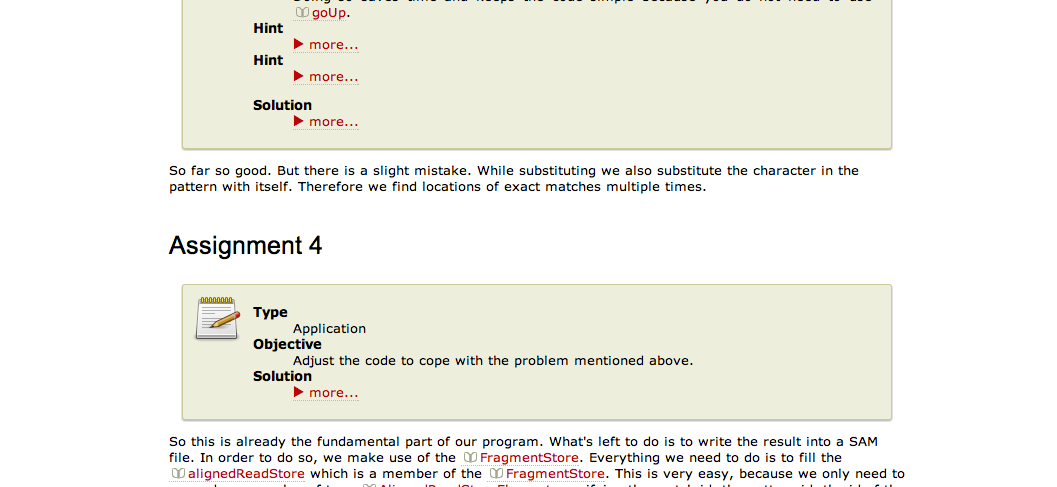 goUp.
Hint
more...
Hint
more...
Solution
more...
So far so good. But there is a slight mistake. While substituting we also substitute the character in the
pattern with itself. Therefore we find locations of exact matches multiple times.
Assignment 4
Type
Application
Objective
Adjust the code to cope with the problem mentioned above.
Solution
more...
So this is already the fundamental part of our program. What's left to do is to write the result into a SAM
file. In order to do so, we make use of the FragmentStore. Everything we need to do is to fill the
alignedReadStore which is a member of the FragmentStore. This is very easy, because we only need to